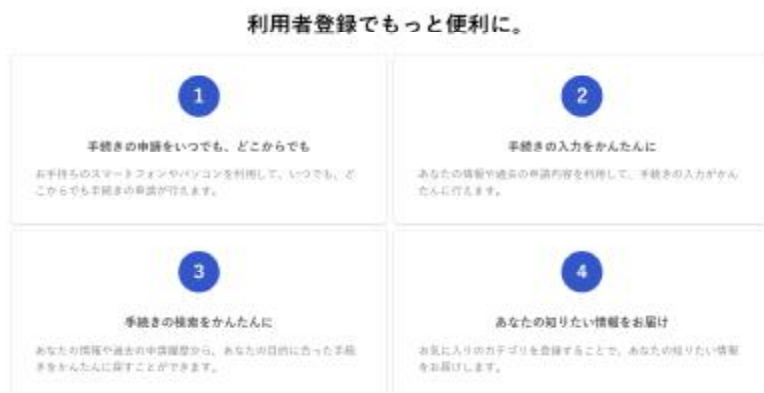 利用者登録でもっと便利に。
1
手続きの申請をいつでも、どこからでも
お手持ちのスマートフォンやパソコンを利用して、いつでも、ど
こからでも手続きの申請が行えます。
2
手続きの入力をかんたんに
あなたの情報や過去の申請内容を利用して、手続きの入力がかん
たんに行えます。
3
手続きの検索をかんたんに
あなたの情報や過去の申請履歴から、あなたの目的に合った手続
きをかんたんに探すことができます。
4
あなたの知りたい情報をお届け
お気に入りのカテゴリを登録することで、あなたの知りたい情報
をお届けします。